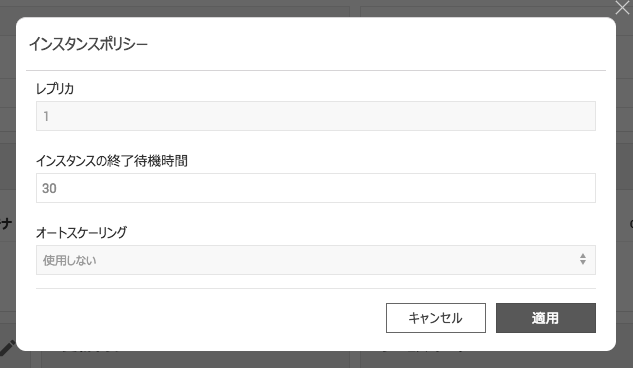 インスタンスポリシー
レプリカ
1
インスタンスの終了待機時間
30
オートスケーリング
使用しない
キャンセル 適用